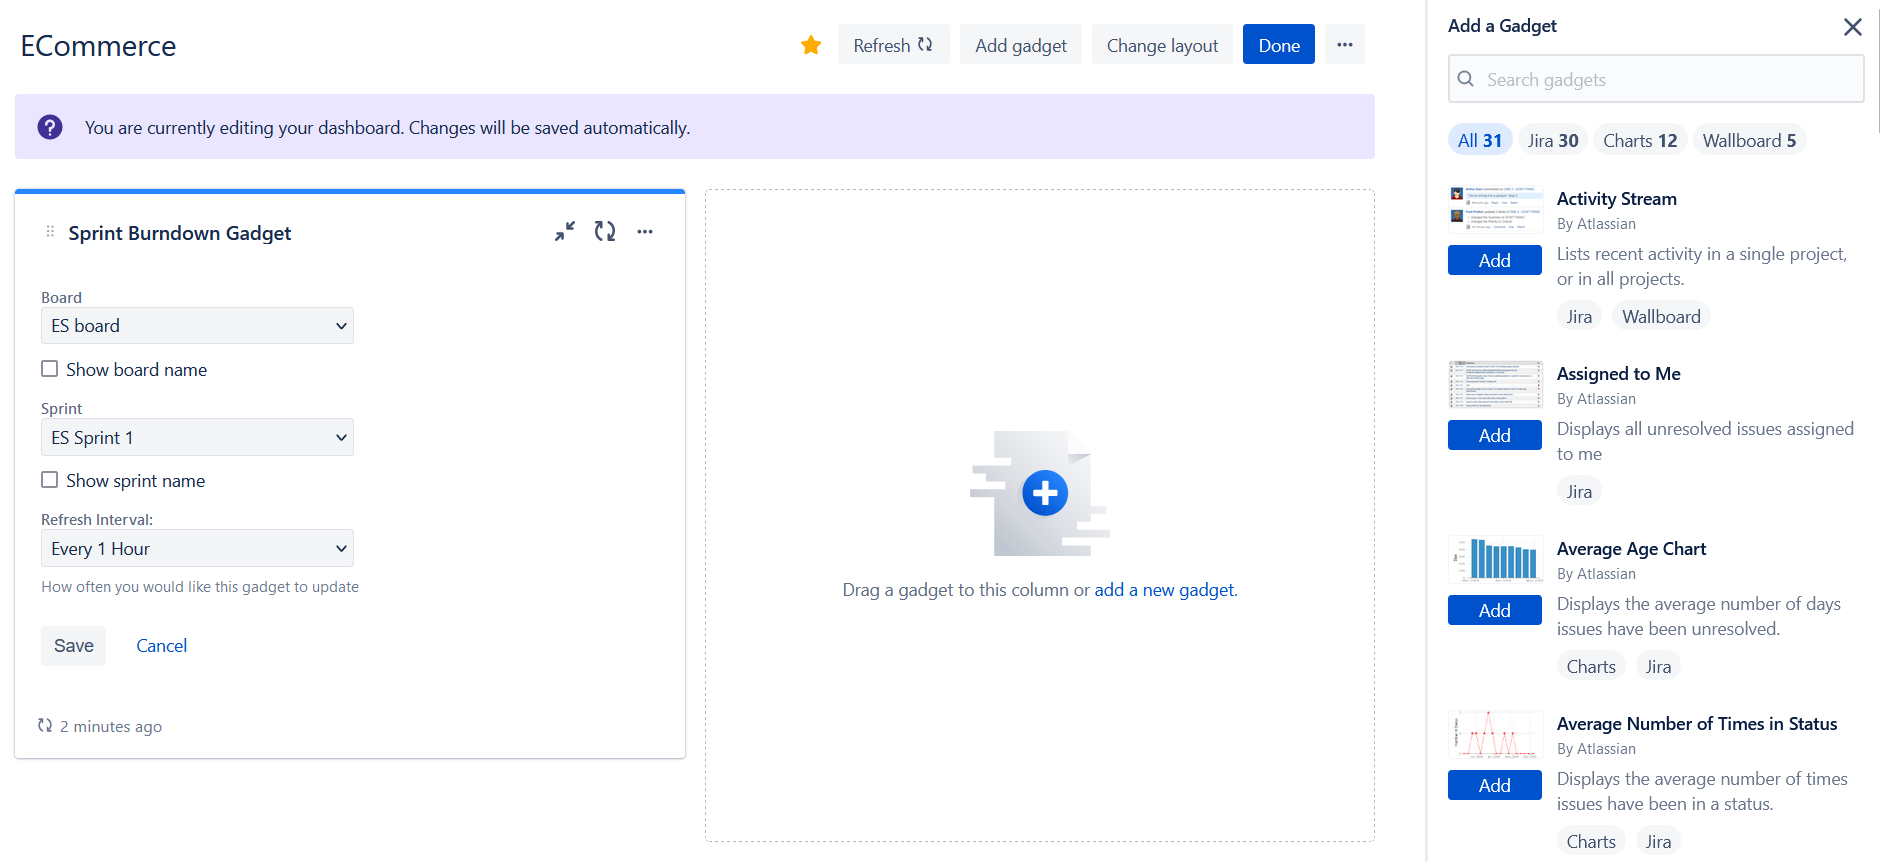 ECommerce
Refresh
Add gadget
Change layout
Done
You are currently editing your dashboard. Changes will be saved automatically.
Sprint Burndown Gadget
Board
ES board
Show board name
Sprint
ES Sprint 1
Show sprint name
Refresh Interval:
Every 1 Hour
How often you would like this gadget to update
Save
Cancel
2 minutes ago
Drag a gadget to this column or add a new gadget.
Add a Gadget
Search gadgets
All 31
Jira 30
Charts 12
Wallboard 5
Activity Stream
By Atlassian
Add
Lists recent activity in a single project,
or in all projects.
Jira
Wallboard
Assigned to Me
By Atlassian
Add
Displays all unresolved issues assigned
to me
Jira
Average Age Chart
By Atlassian
Add
Displays the average number of days
issues have been unresolved.
Charts
Jira
Average Number of Times in Status
By Atlassian
Add
Displays the average number of times
issues have been in a status.
Charts
Jira